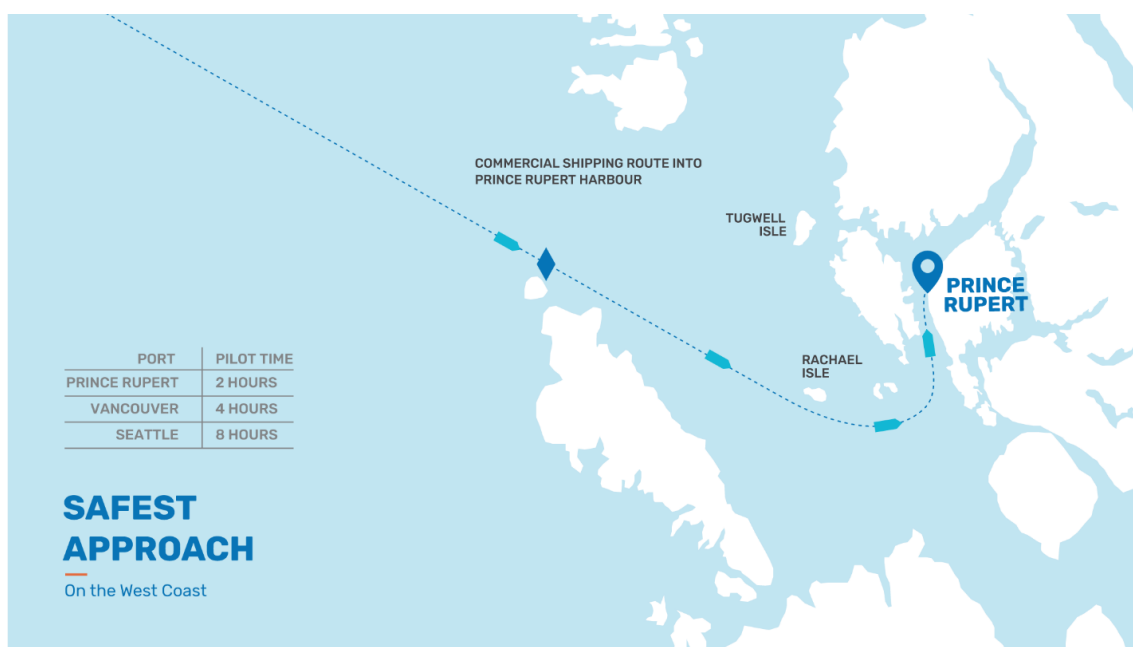 COMMERCIAL SHIPPING ROUTE INTO
PRINCE RUPERT HARBOUR
TUGWELL
ISLE
PRINCE
RUPERT
RACHAEL
ISLE
PORT PILOT TIME
PRINCE RUPERT 2 HOURS
VANCOUVER 4 HOURS
SEATTLE 8 HOURS
SAFEST
APPROACH
On the West Coast